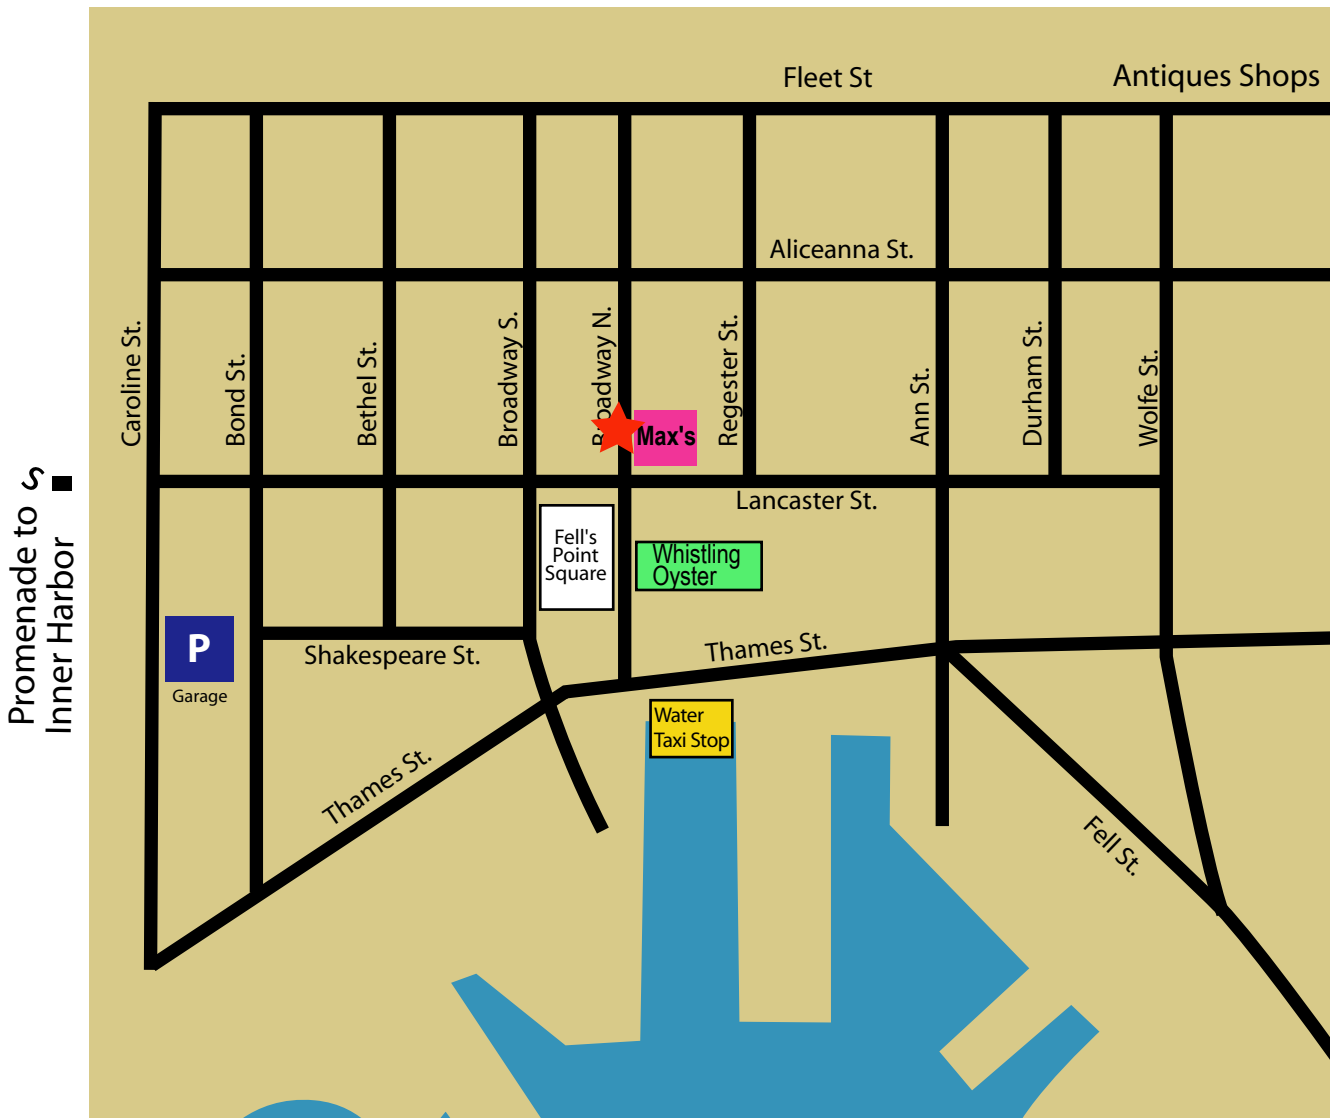 Fleet St
Antiques Shops
Aliceanna St.
Caroline St.
Bond St.
Bethel St.
Broadway S.
Broadway N.
Regester St.
Ann St.
Durham St.
Wolfe St.
Max's
Lancaster St.
Promenade to
Inner Harbor
S
Fell's
Point
Square
Whistling
Oyster
P
Garage
Shakespeare St.
Thames St.
Water
Taxi Stop
Thames St.
Fell St.